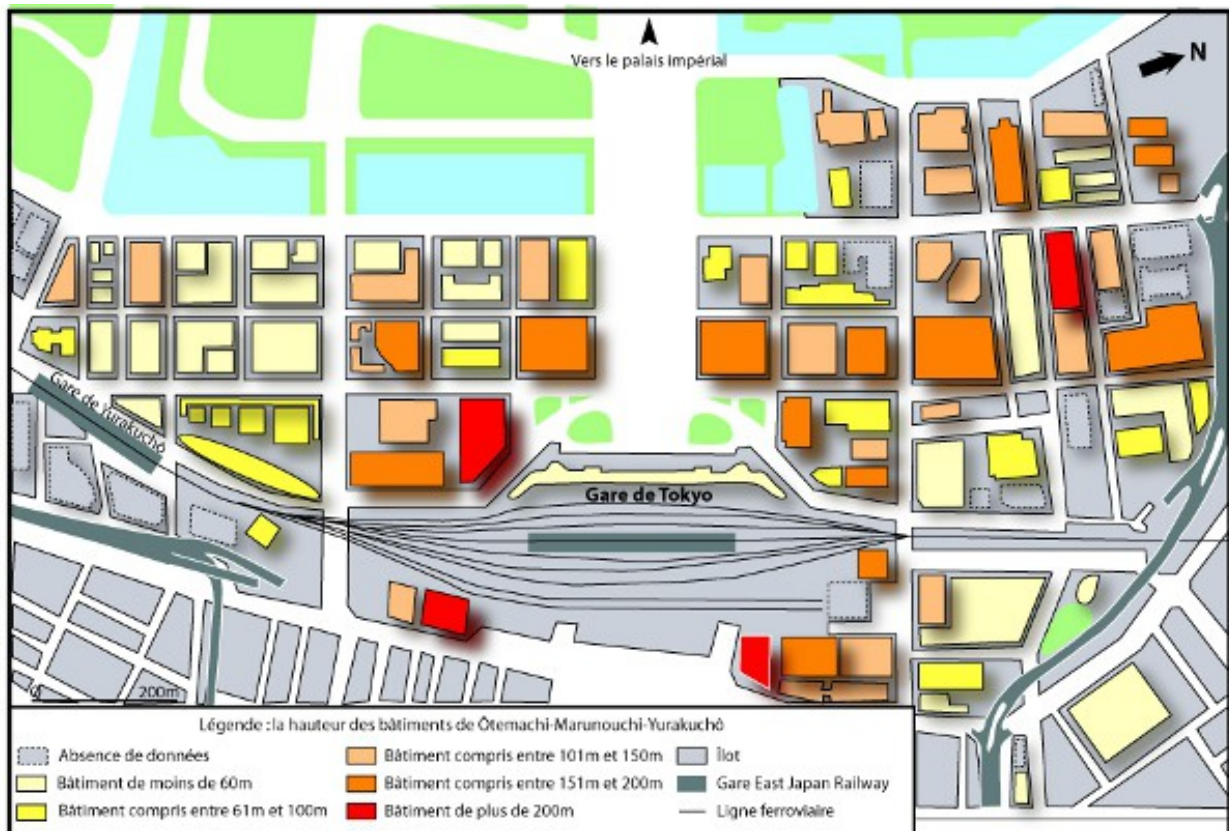 Vers le palais impérial
N
Gare de Yurakuchô
Gare de Tokyo
0 200m
Légende : la hauteur des bâtiments de Ôtemachi-Marunouchi-Yurakuchô
Absence de données
Bâtiment de moins de 60m
Bâtiment compris entre 61m et 100m
Bâtiment compris entre 101m et 150m
Bâtiment compris entre 151m et 200m
Bâtiment de plus de 200m
Îlot
Gare East Japan Railway
Ligne ferroviaire